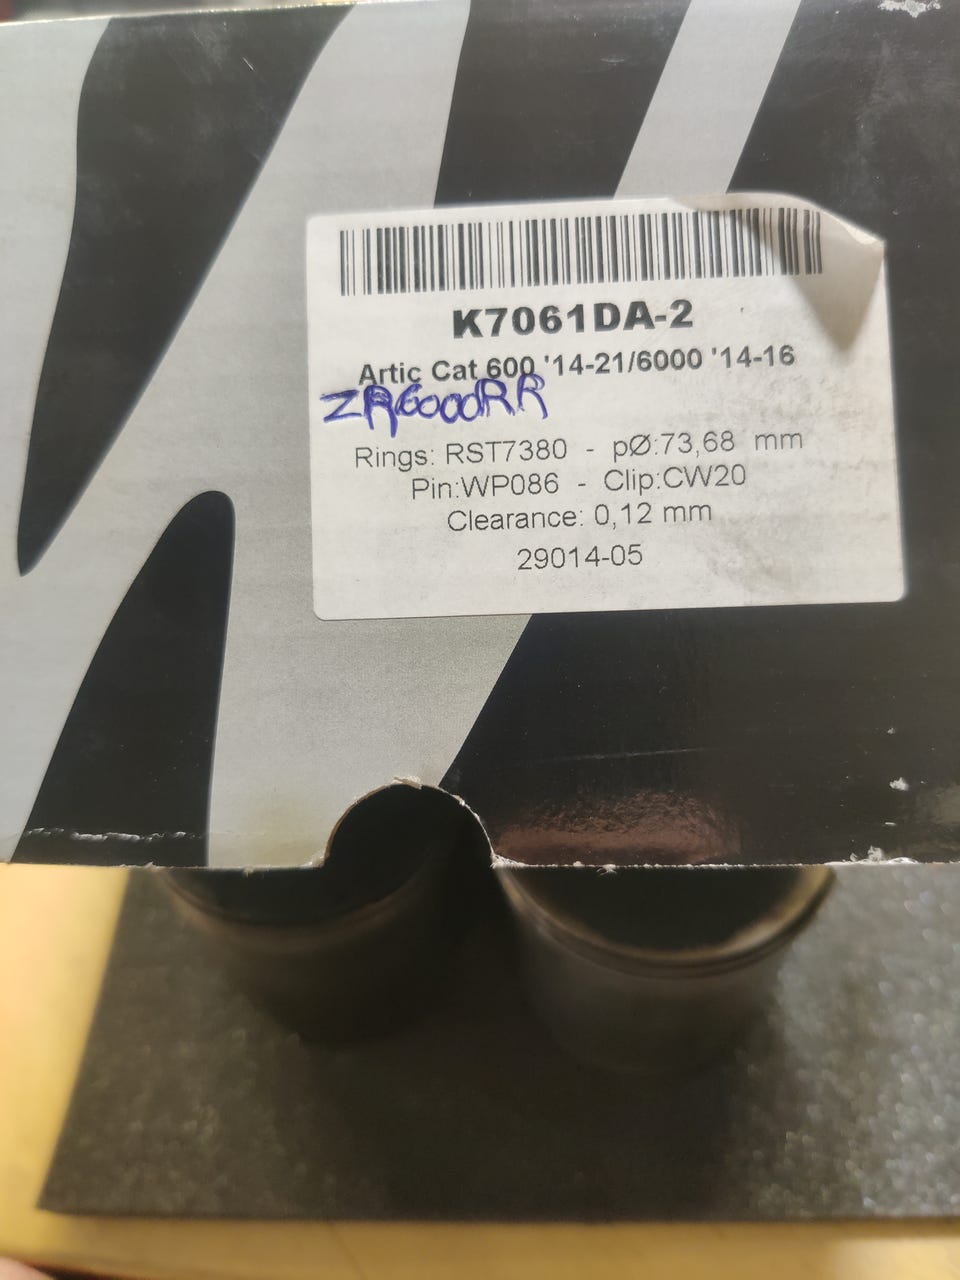 K7061DA-2
Artic Cat 600 '14-21/6000 '14-16
ZR6000RR
Rings: RST7380 - pØ:73,68 mm
Pin:WP086 - Clip:CW20
Clearance: 0,12 mm
29014-05